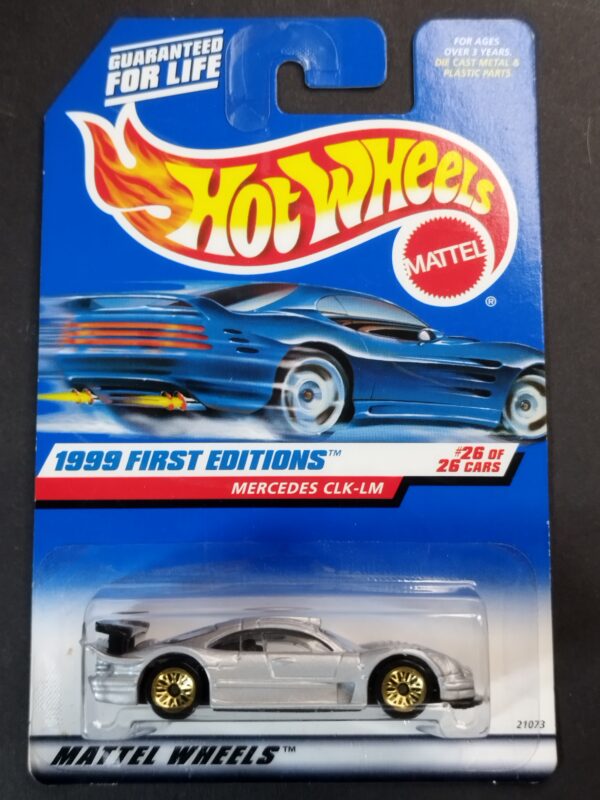 GUARANTEED
FOR LIFE
FOR AGES
OVER 3 YEARS.
DIE CAST METAL &
PLASTIC PARTS
HOT WHEELS
MATTEL
®
1999 FIRST EDITIONS™
#26 OF
26 CARS
MERCEDES CLK-LM
21073
MATTEL WHEELS™